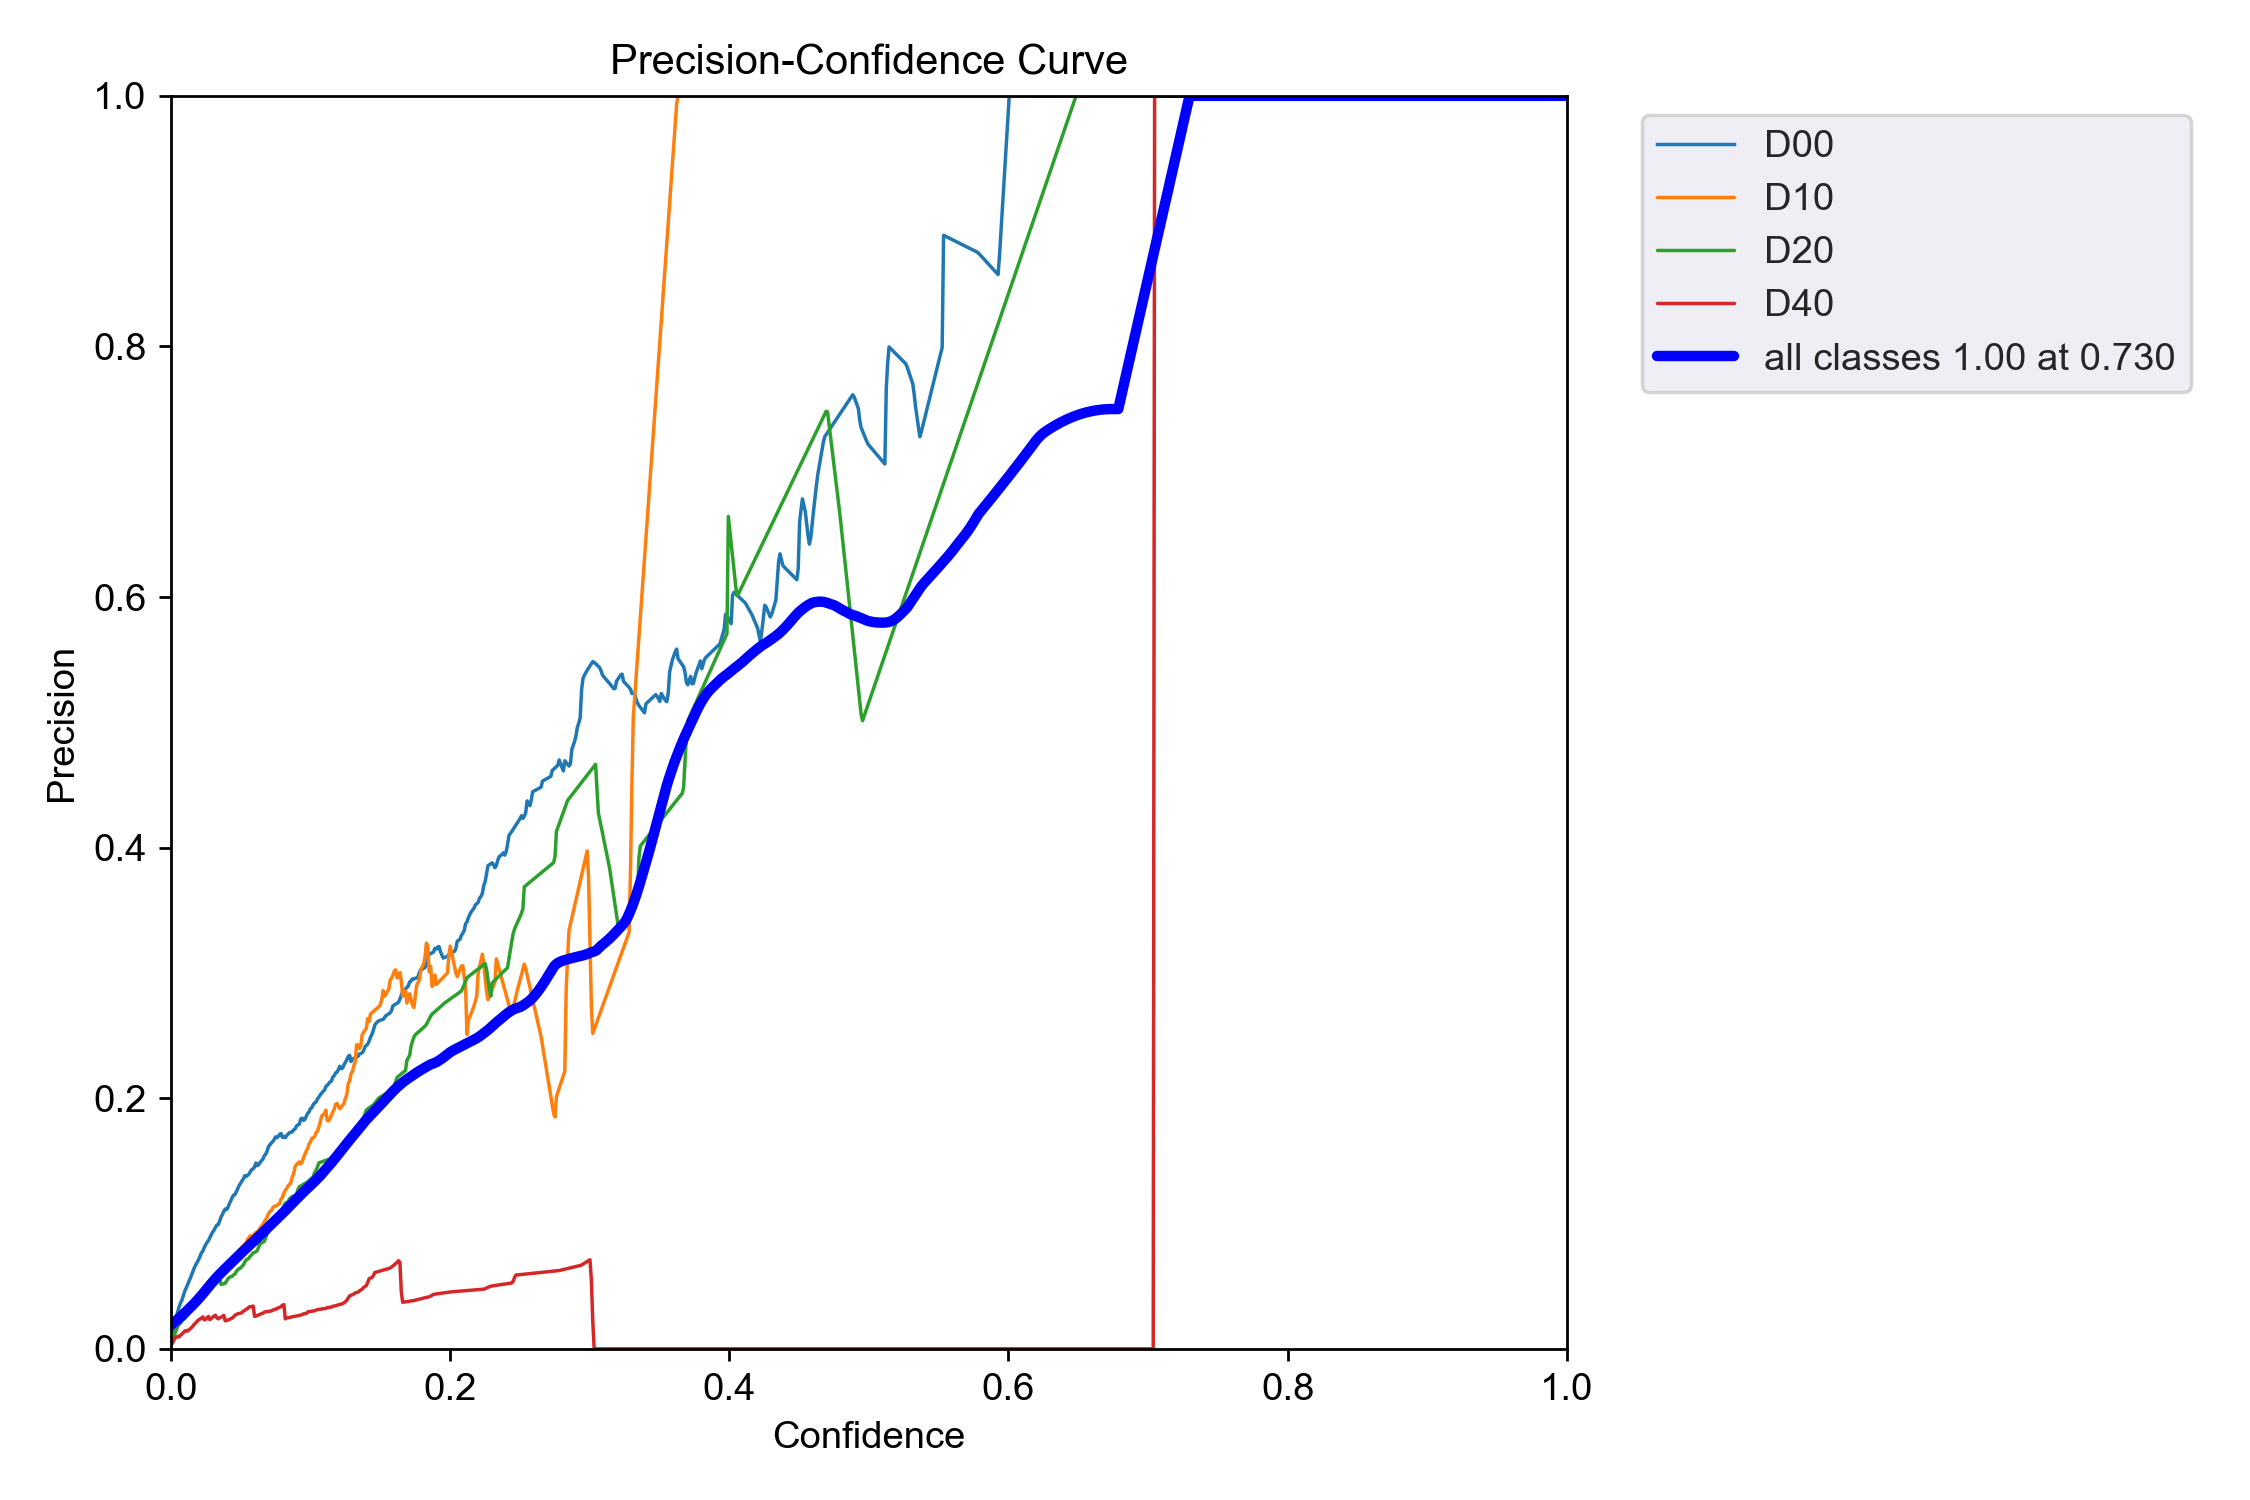 Precision-Confidence Curve
1.0
0.8
0.6
0.4
0.2
0.0
Precision
0.0 0.2 0.4 0.6 0.8 1.0
Confidence
D00
D10
D20
D40
all classes 1.00 at 0.730